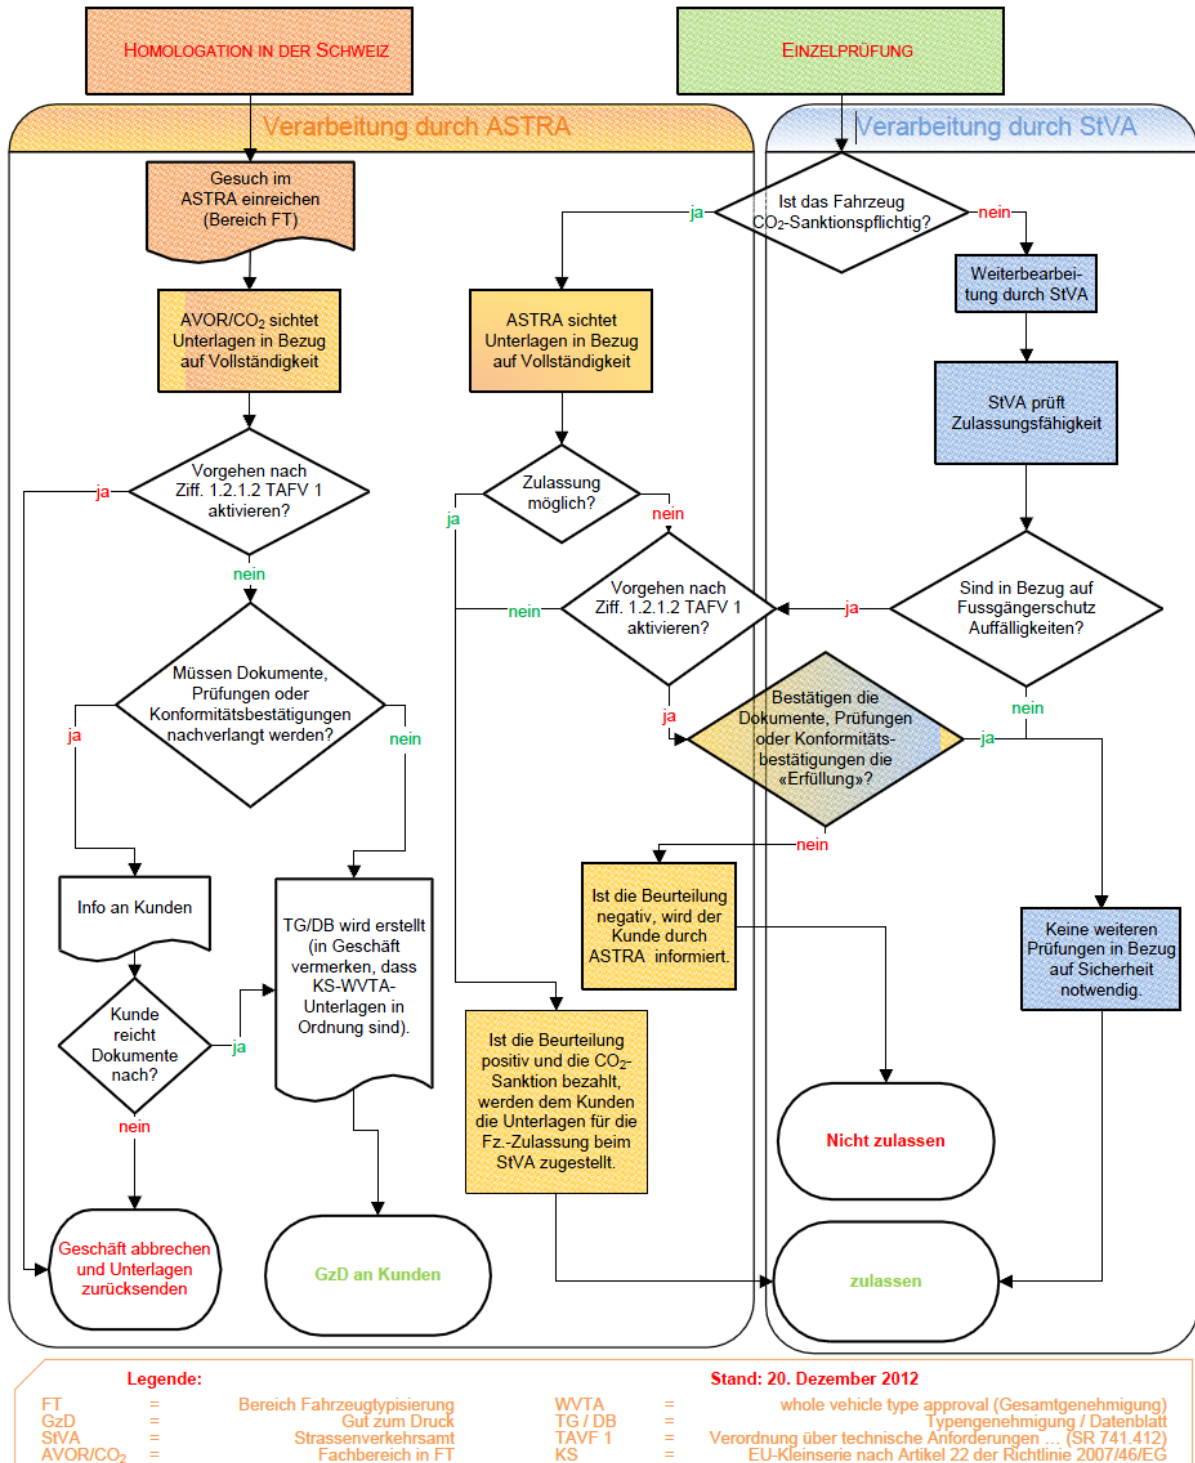 HOMOLOGATION IN DER SCHWEIZ
EINZELPRÜFUNG
Verarbeitung durch ASTRA
Verarbeitung durch StVA
Gesuch im
ASTRA einreichen
(Bereich FT)
Ist das Fahrzeug
CO₂-Sanktionspflichtig?
ja
nein
Weiterbearbei-
tung durch StVA
AVOR/CO₂ sichtet
Unterlagen in Bezug
auf Vollständigkeit
ASTRA sichtet
Unterlagen in Bezug
auf Vollständigkeit
StVA prüft
Zulassungsfähigkeit
Vorgehen nach
Ziff. 1.2.1.2 TAFV 1
aktivieren?
ja
nein
Zulassung
möglich?
ja
nein
Vorgehen nach
Ziff. 1.2.1.2 TAFV 1
aktivieren?
nein
ja
Sind in Bezug auf
Fussgängerschutz
Auffälligkeiten?
ja
nein
Müssen Dokumente,
Prüfungen oder
Konformitätsbestätigungen
nachverlangt werden?
ja
nein
Bestätigen die
Dokumente, Prüfungen
oder Konformitäts-
bestätigungen die
«Erfüllung»?
ja
nein
Info an Kunden
TG/DB wird erstellt
(in Geschäft
vermerken, dass
KS-WVTA-
Unterlagen in
Ordnung sind).
Ist die Beurteilung
negativ, wird der
Kunde durch
ASTRA informiert.
Keine weiteren
Prüfungen in Bezug
auf Sicherheit
notwendig.
Kunde
reicht
Dokumente
nach?
ja
nein
Ist die Beurteilung
positiv und die CO₂-
Sanktion bezahlt,
werden dem Kunden
die Unterlagen für die
Fz.-Zulassung beim
StVA zugestellt.
Nicht zulassen
Geschäft abbrechen
und Unterlagen
zurücksenden
GzD an Kunden
zulassen
Legende:
Stand: 20. Dezember 2012
FT = Bereich Fahrzeugtypisierung WVTA = whole vehicle type approval (Gesamtgenehmigung)
GzD = Gut zum Druck TG / DB = Typengenehmigung / Datenblatt
StVA = Strassenverkehrsamt TAVF 1 = Verordnung über technische Anforderungen ... (SR 741.412)
AVOR/CO₂ = Fachbereich in FT KS = EU-Kleinserie nach Artikel 22 der Richtlinie 2007/46/EG